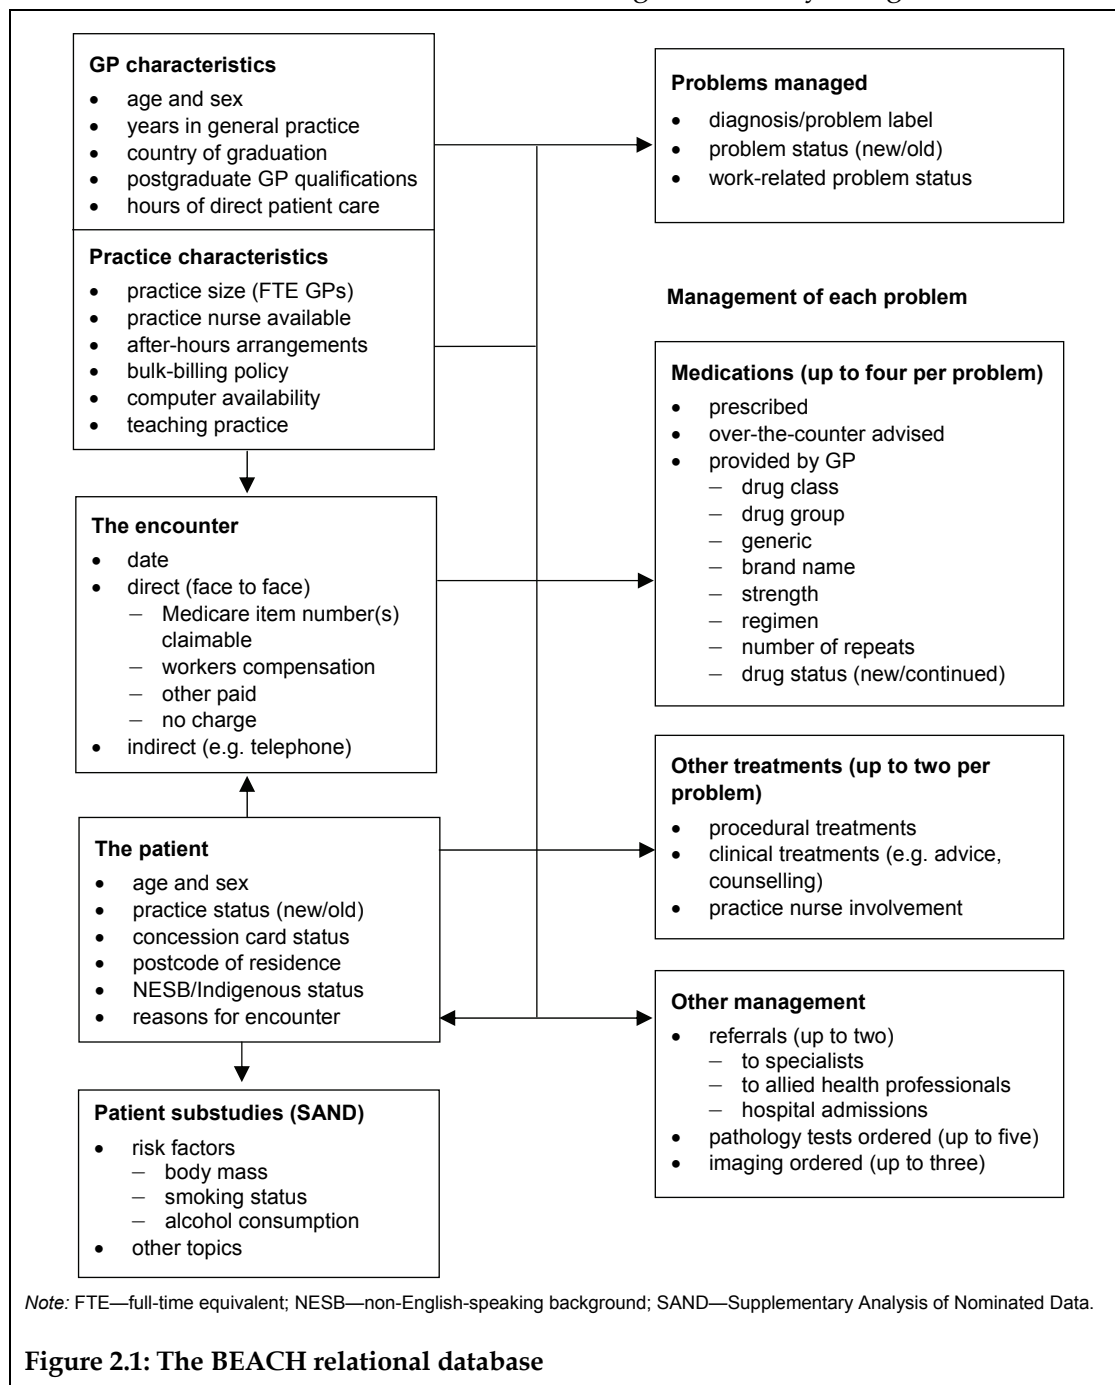 GP characteristics
• age and sex
• years in general practice
• country of graduation
• postgraduate GP qualifications
• hours of direct patient care
Practice characteristics
• practice size (FTE GPs)
• practice nurse available
• after-hours arrangements
• bulk-billing policy
• computer availability
• teaching practice
The encounter
• date
• direct (face to face)
– Medicare item number(s)
claimable
– workers compensation
– other paid
– no charge
• indirect (e.g. telephone)
The patient
• age and sex
• practice status (new/old)
• concession card status
• postcode of residence
• NESB/Indigenous status
• reasons for encounter
Patient substudies (SAND)
• risk factors
– body mass
– smoking status
– alcohol consumption
• other topics
Problems managed
• diagnosis/problem label
• problem status (new/old)
• work-related problem status
Management of each problem
Medications (up to four per problem)
• prescribed
• over-the-counter advised
• provided by GP
– drug class
– drug group
– generic
– brand name
– strength
– regimen
– number of repeats
– drug status (new/continued)
Other treatments (up to two per
problem)
• procedural treatments
• clinical treatments (e.g. advice,
counselling)
• practice nurse involvement
Other management
• referrals (up to two)
– to specialists
– to allied health professionals
– hospital admissions
• pathology tests ordered (up to five)
• imaging ordered (up to three)
Note: FTE—full-time equivalent; NESB—non-English-speaking background; SAND—Supplementary Analysis of Nominated Data.
Figure 2.1: The BEACH relational database